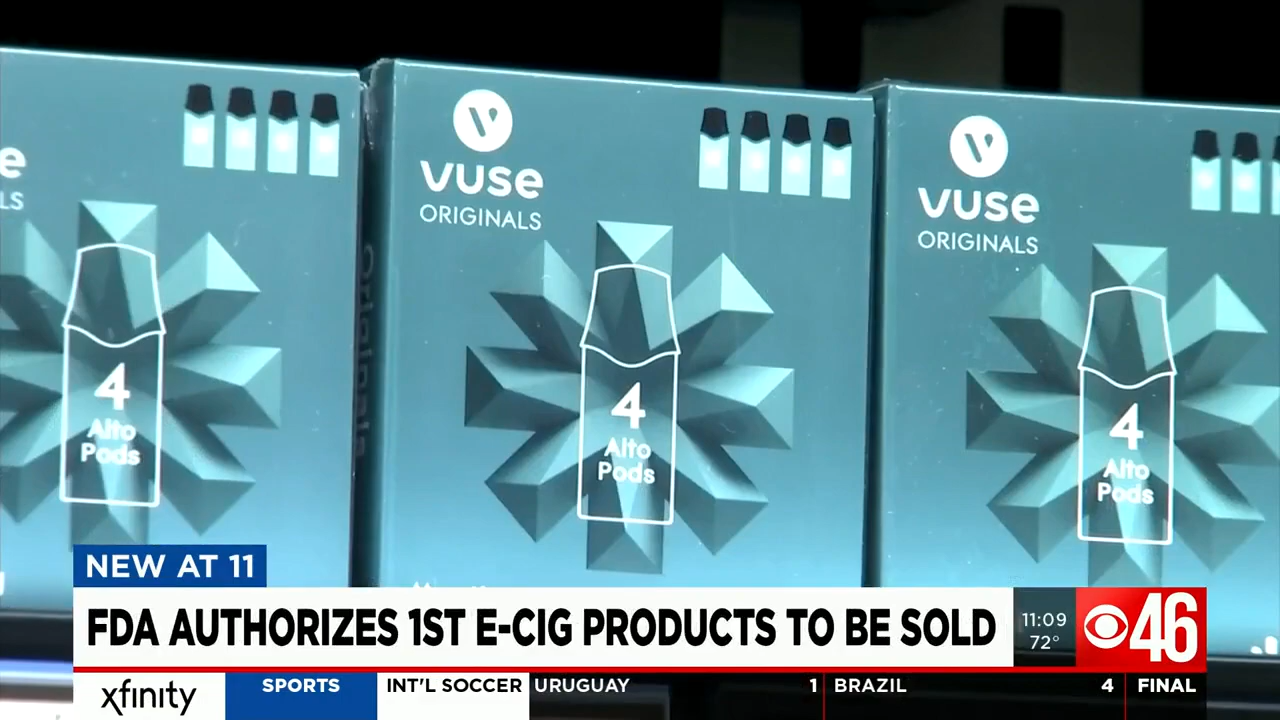 e
LS
4
Alto
Pods
vuse
ORIGINALS
4
Alto
Pods
vuse
ORIGINALS
4
Alto
Pods
Originals
NEW AT 11
FDA AUTHORIZES 1ST E-CIG PRODUCTS TO BE SOLD
11:09
72°
46
xfinity
SPORTS
INT'L SOCCER
URUGUAY 1
BRAZIL 4
FINAL